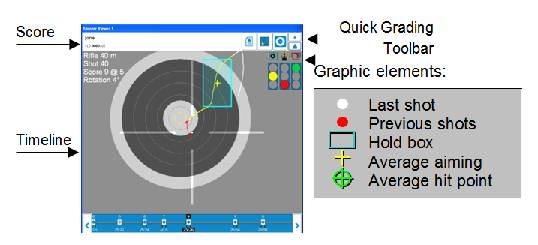 Score
Quick Grading
Toolbar
Rifle 40 m
Shot 40
Score 9 @ 5
Rotation 41
Timeline
Graphic elements:
Last shot
Previous shots
Hold box
Average aiming
Average hit point